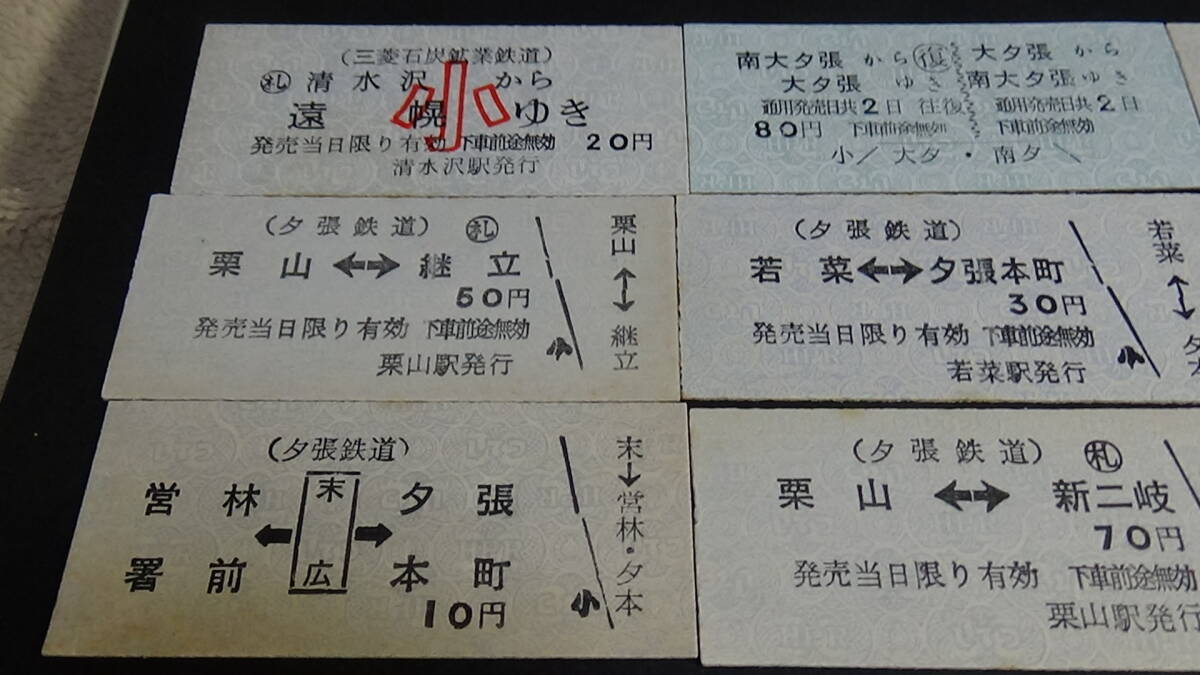 （三菱石炭鉱業鉄道）
㊞札 清水沢から
遠幌ゆき
小
発売当日限り有効 下車前途無効 20円
清水沢駅発行
南大夕張から
大夕張ゆき
通用発売日共2日
80円 下車前途無効
復
往復
大夕張から
南大夕張ゆき
通用発売日共2日
下車前途無効
小／大夕・南夕＼
（夕張鉄道） 札
栗山⬌継立
50円
発売当日限り有効 下車前途無効
栗山駅発行
小
栗山↔継立
（夕張鉄道）
若菜⬌夕張本町
30円
発売当日限り有効 下車前途無効
若菜駅発行
小
若菜↔夕本
（夕張鉄道）
営林署前⬅末広➡夕張本町
10円
小
末→営林・夕本
（夕張鉄道） 札
栗山⬌新二岐
70円
発売当日限り有効 下車前途無効
栗山駅発行